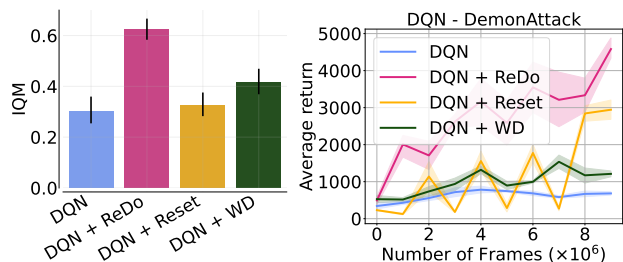 IQM
0.6
0.4
0.2
0.0
DQN
DQN + ReDo
DQN + Reset
DQN + WD
DQN - DemonAttack
Average return
5000
4000
3000
2000
1000
0
DQN
DQN + ReDo
DQN + Reset
DQN + WD
0 2 4 6 8
Number of Frames (×10⁶)